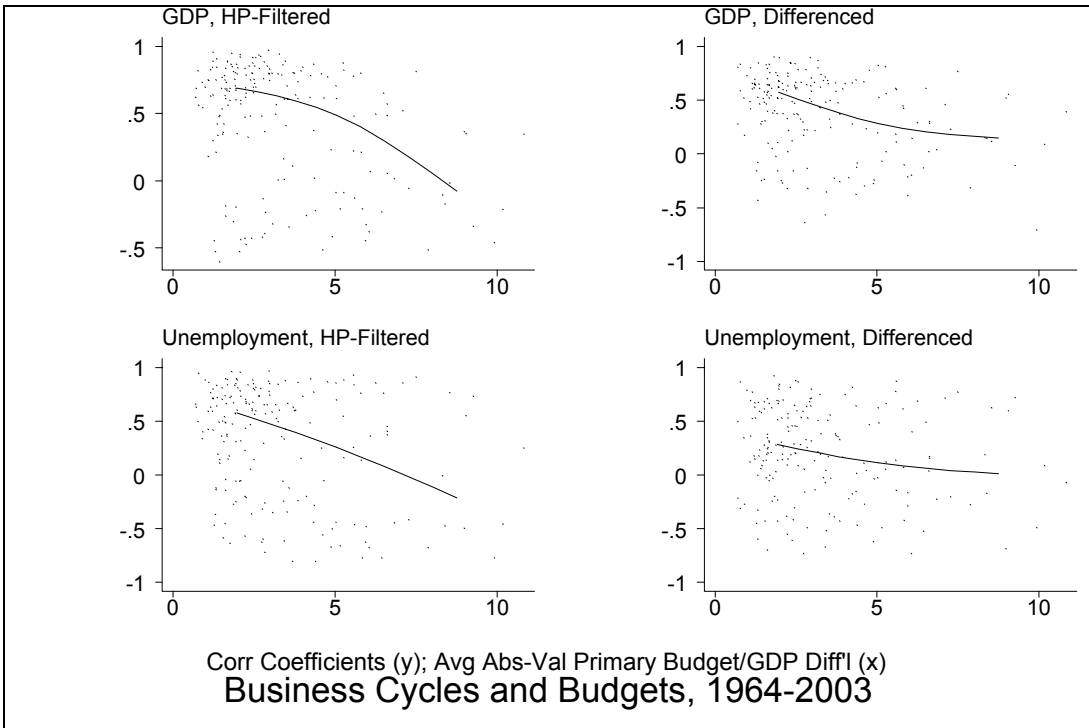 GDP, HP-Filtered
1
.5
0
-.5
0 5 10
GDP, Differenced
1
.5
0
-.5
-1
0 5 10
Unemployment, HP-Filtered
1
.5
0
-.5
-1
0 5 10
Unemployment, Differenced
1
.5
0
-.5
-1
0 5 10
Corr Coefficients (y); Avg Abs-Val Primary Budget/GDP Diff'l (x)
Business Cycles and Budgets, 1964-2003